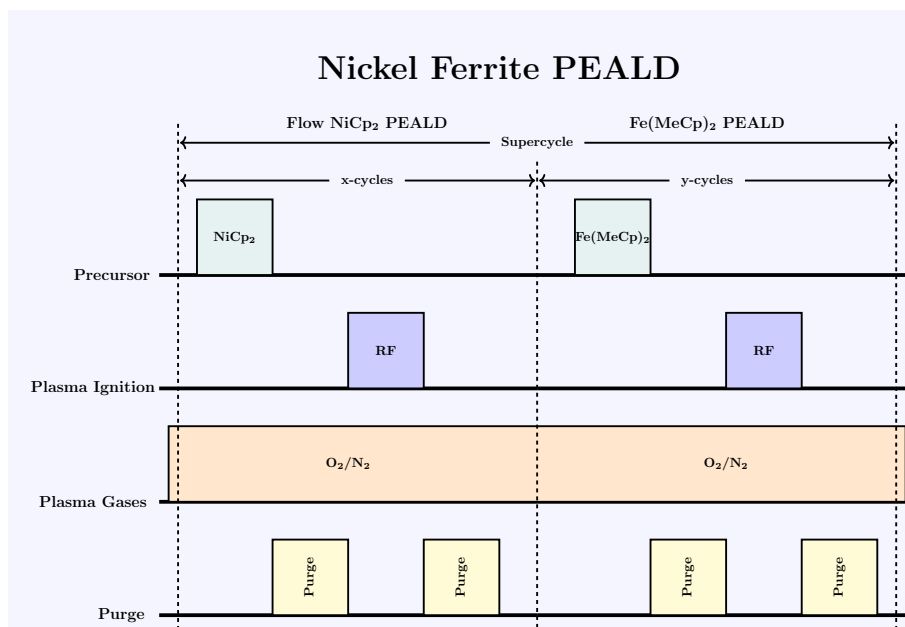 Nickel Ferrite PEALD
Flow NiCp₂ PEALD
Fe(MeCp)₂ PEALD
Supercycle
x-cycles
y-cycles
NiCp₂
Fe(MeCp)₂
Precursor
RF
RF
Plasma Ignition
O₂/N₂
O₂/N₂
Plasma Gases
Purge
Purge
Purge
Purge
Purge